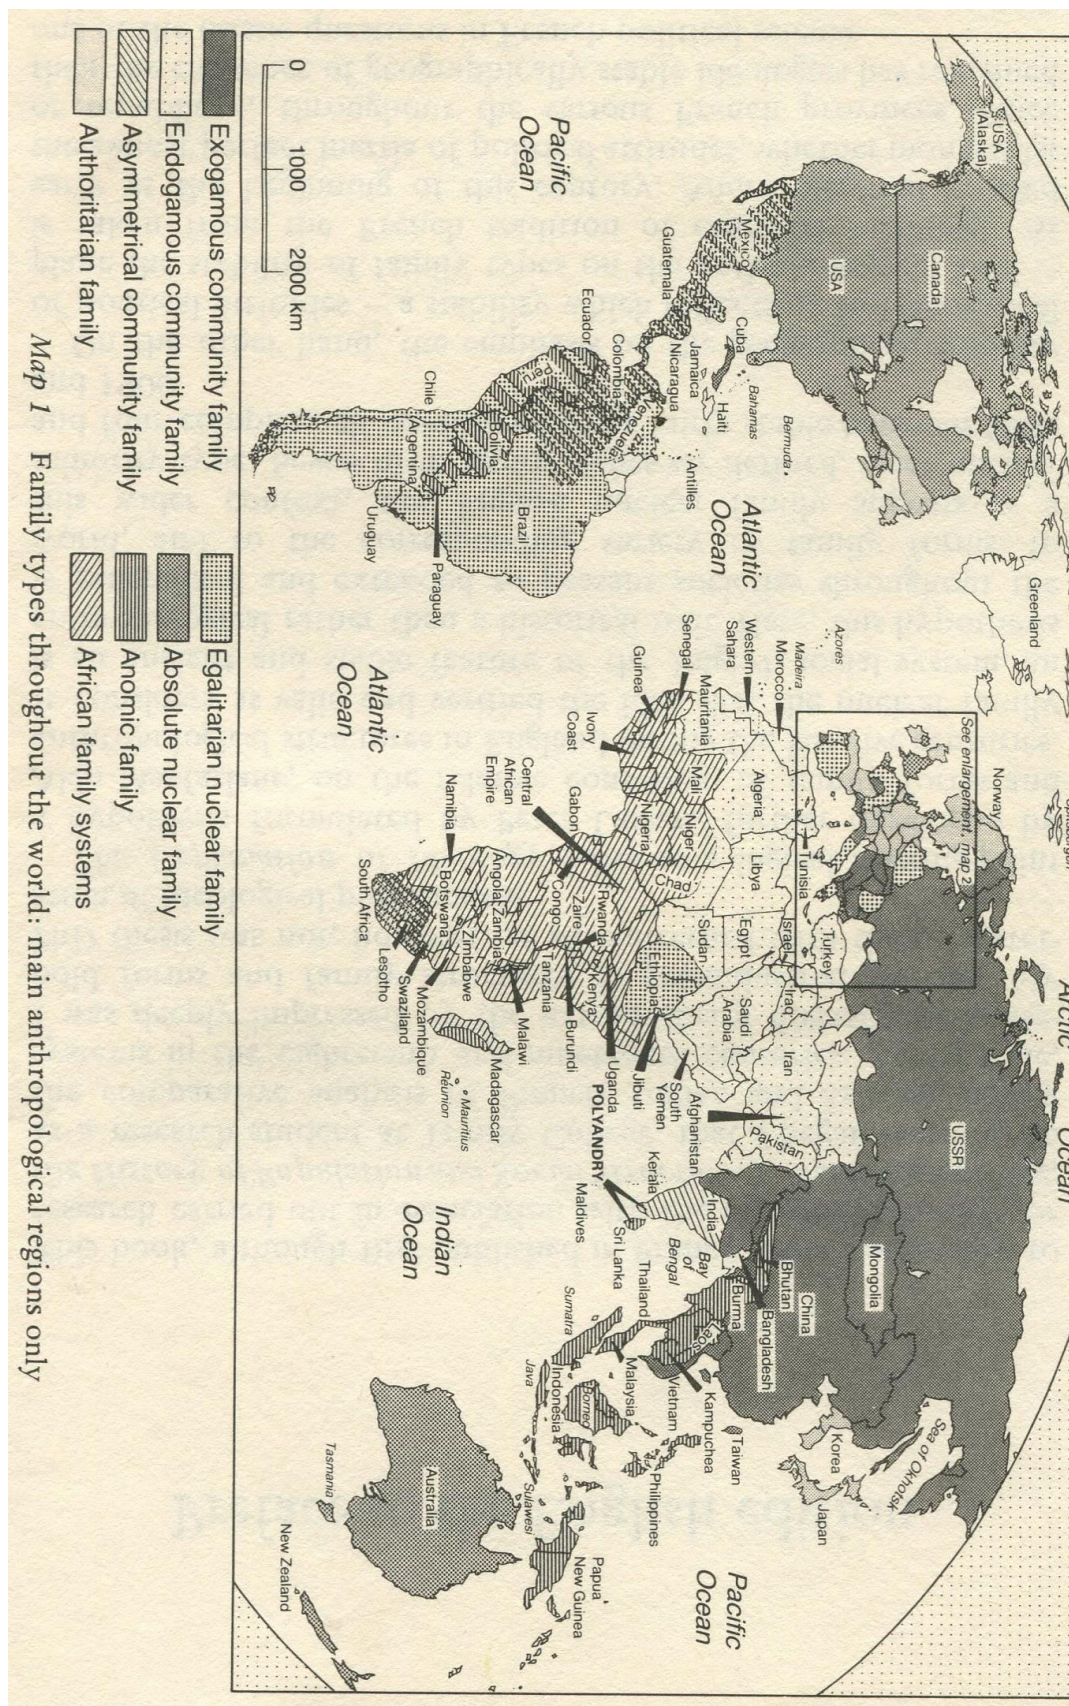 Arctic Ocean
USA
(Alaska)
Canada
USA
Greenland
Pacific
Ocean
Mexico
Guatemala
Cuba
Nicaragua
Jamaica
Haiti
Bahamas
Bermuda
Antilles
Ecuador
Colombia
Venezuela
Peru
Bolivia
Brazil
Chile
Argentina
Paraguay
Uruguay
Atlantic
Ocean
Azores
Madeira
Morocco
Western
Sahara
Mauritania
Senegal
Guinea
Ivory
Coast
Algeria
Mali
Niger
Nigeria
Tunisia
Libya
Chad
Egypt
Sudan
Ethiopia
Central
African
Empire
Gabon
Congo
Zaire
Rwanda
Kenya
Angola
Zambia
Tanzania
Namibia
Botswana
Zimbabwe
South Africa
Lesotho
Swaziland
Mozambique
Malawi
Burundi
Uganda
Jibuti
Madagascar
Mauritius
Réunion
Atlantic
Ocean
See enlargement, map 2
Norway
Israel
Turkey
Iraq
Iran
Saudi
Arabia
South
Yemen
Afghanistan
Pakistan
USSR
Mongolia
China
India
Bhutan
Bangladesh
Burma
Bay
of
Bengal
POLYANDRY
Kerala
Sri Lanka
Maldives
Indian
Ocean
Thailand
Laos
Vietnam
Kampuchea
Taiwan
Malaysia
Sumatra
Java
Indonesia
Borneo
Sulawesi
Philippines
Korea
Japan
Sea of Okhotsk
Pacific
Ocean
Papua
New Guinea
Australia
Tasmania
New Zealand
0 1000 2000 km
Exogamous community family
Endogamous community family
Asymmetrical community family
Authoritarian family
Egalitarian nuclear family
Absolute nuclear family
Anomic family
African family systems
Map 1 Family types throughout the world: main anthropological regions only